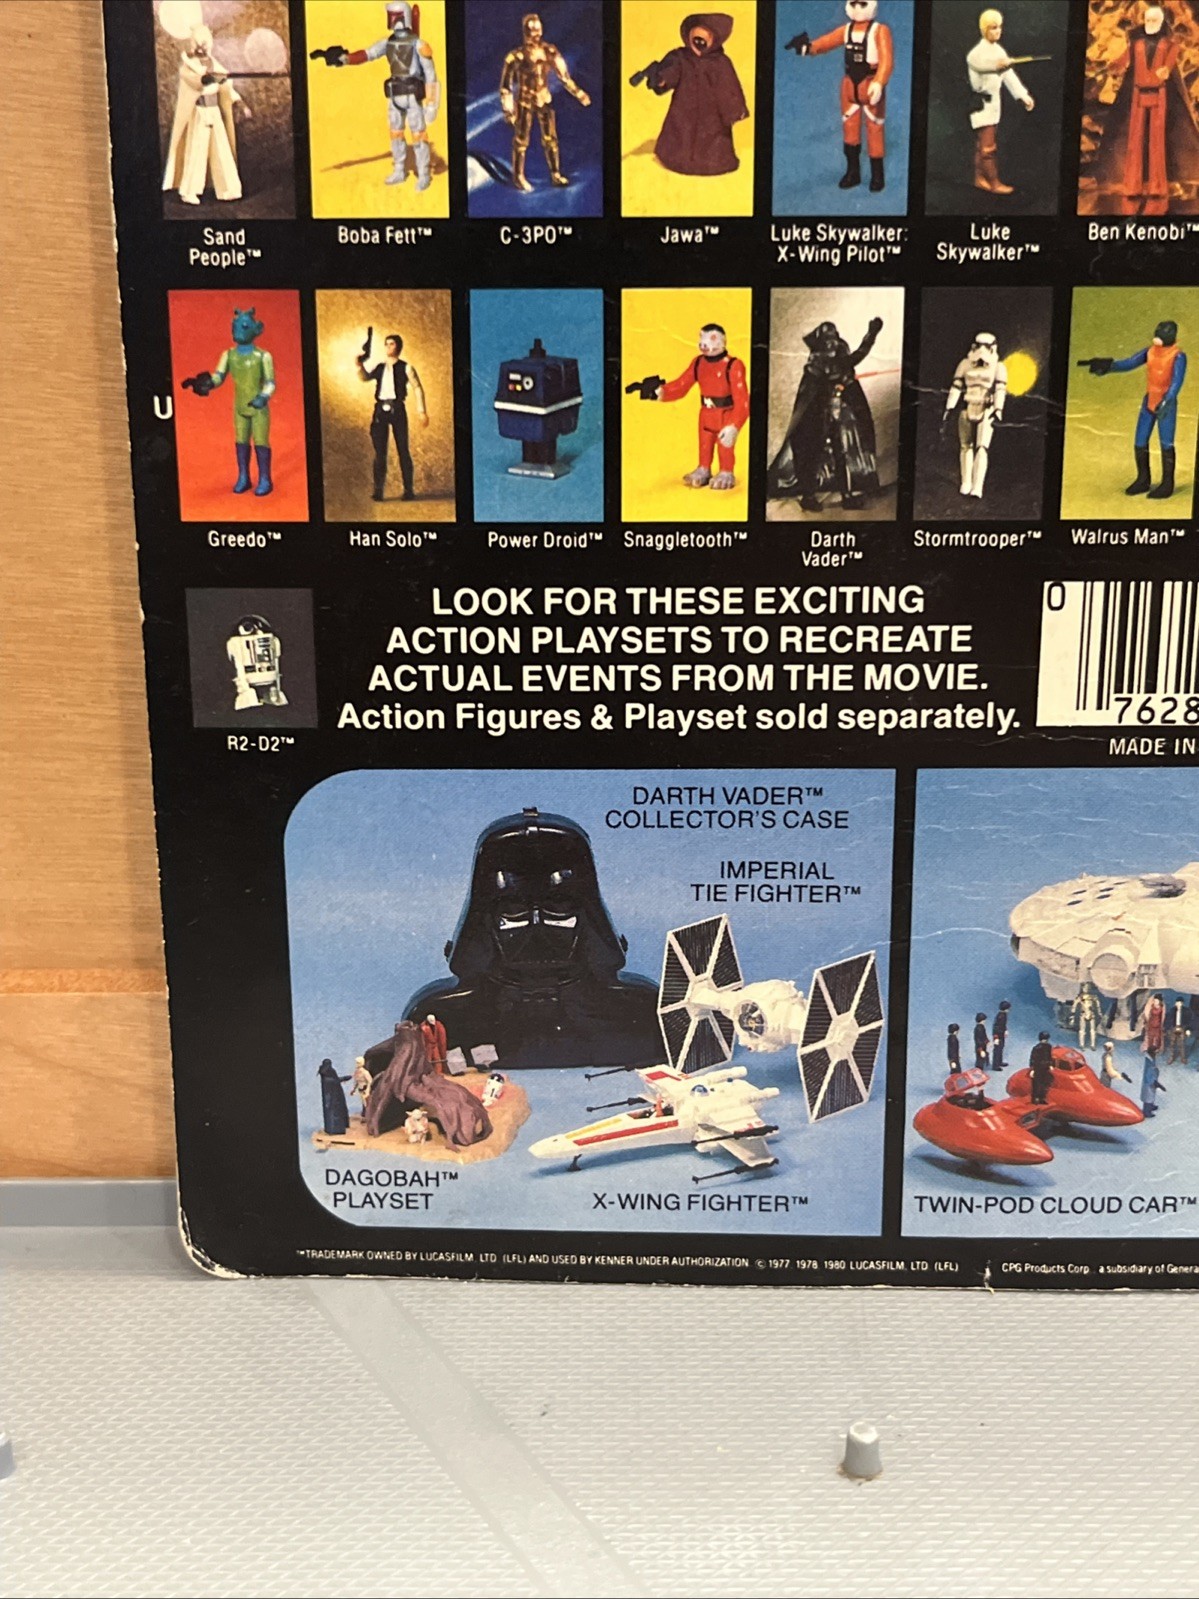 Sand
People™
Boba Fett™
C-3PO™
Jawa™
Luke Skywalker:
X-Wing Pilot™
Luke
Skywalker™
Ben Kenobi™
U
Greedo™
Han Solo™
Power Droid™
Snaggletooth™
Darth
Vader™
Stormtrooper™
Walrus Man™
R2-D2™
LOOK FOR THESE EXCITING
ACTION PLAYSETS TO RECREATE
ACTUAL EVENTS FROM THE MOVIE.
Action Figures & Playset sold separately.
0
7628
MADE IN
DARTH VADER™
COLLECTOR'S CASE
IMPERIAL
TIE FIGHTER™
DAGOBAH™
PLAYSET
X-WING FIGHTER™
TWIN-POD CLOUD CAR™
™TRADEMARK OWNED BY LUCASFILM, LTD. (LFL) AND USED BY KENNER UNDER AUTHORIZATION. © 1977, 1978, 1980 LUCASFILM, LTD. (LFL)
CPG Products Corp., a subsidiary of Genera